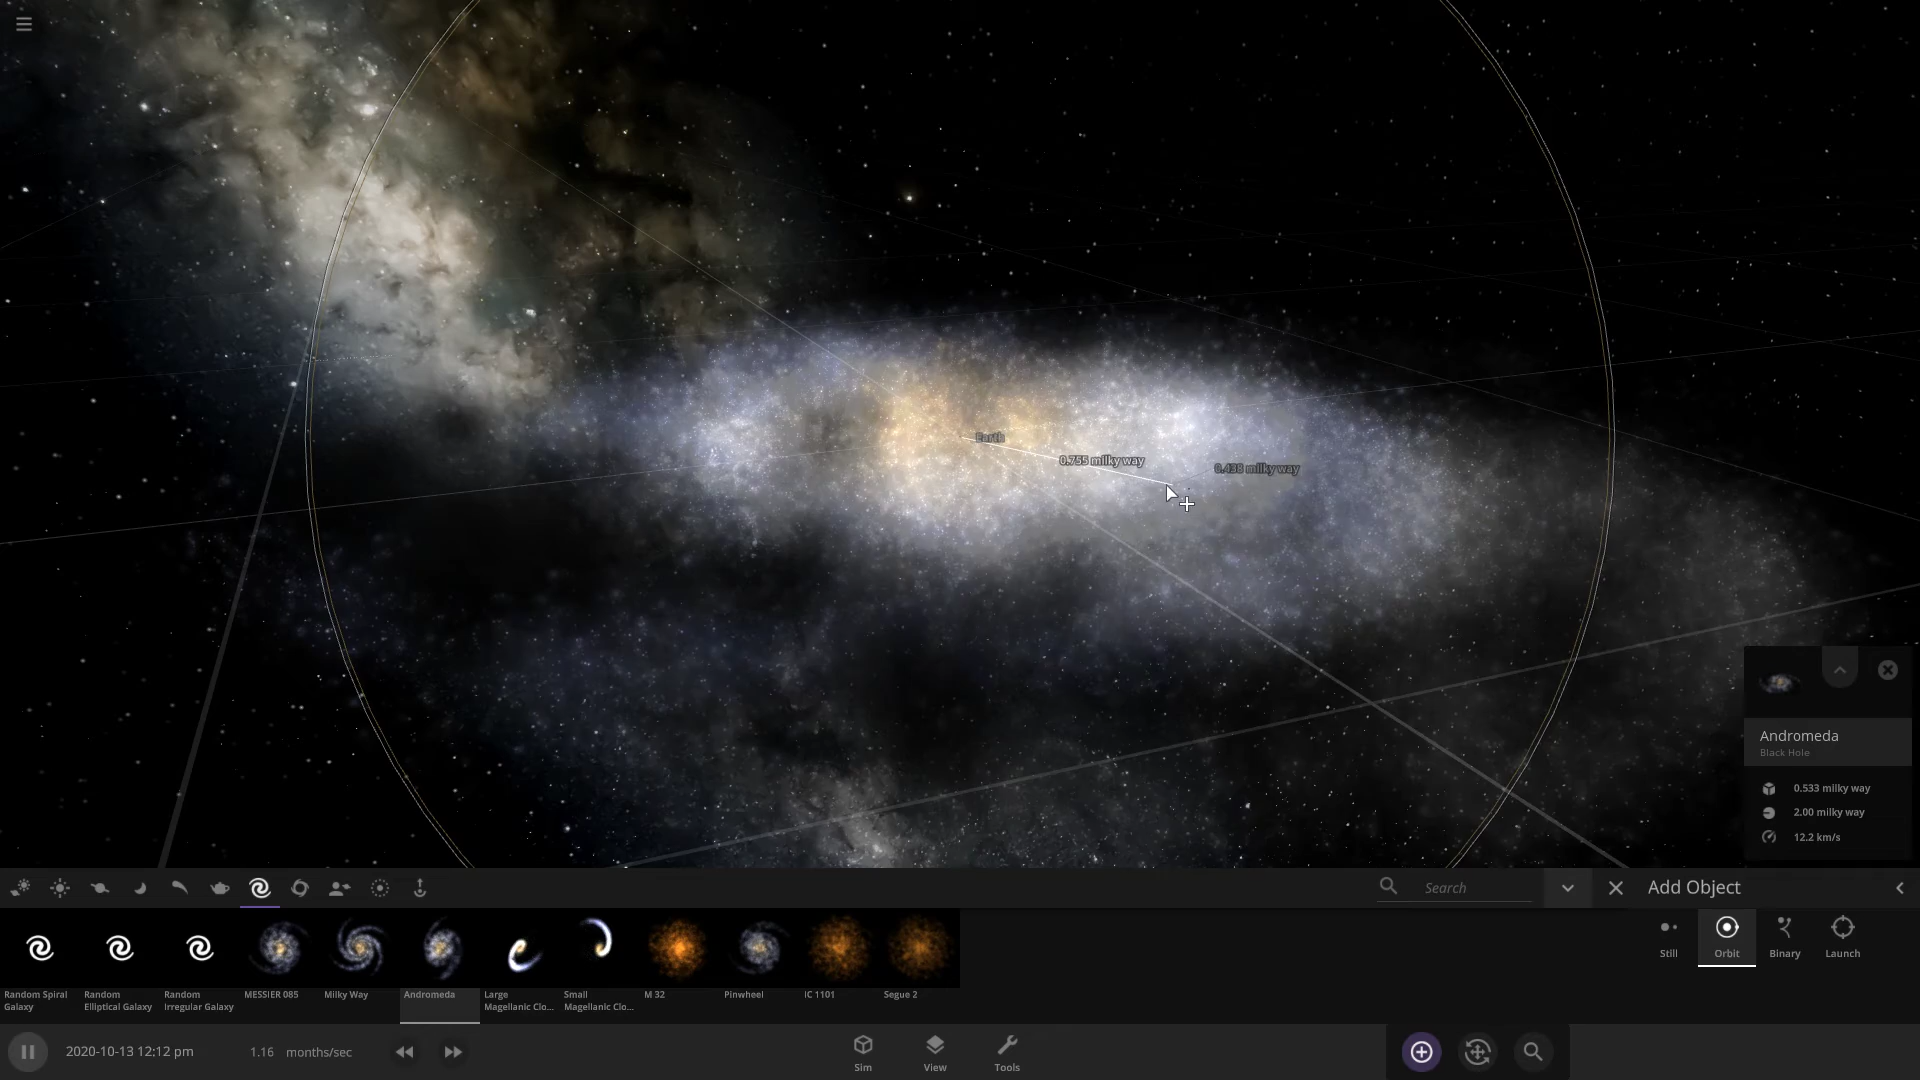 Earth
0.755 milky way
0.438 milky way
Andromeda
Black Hole
0.533 milky way
2.00 milky way
12.2 km/s
Search
Add Object
Random Spiral
Galaxy
Random
Elliptical Galaxy
Random
Irregular Galaxy
MESSIER 085
Milky Way
Andromeda
Large
Magellanic Clo...
Small
Magellanic Clo...
M 32
Pinwheel
IC 1101
Segue 2
Still
Orbit
Binary
Launch
2020-10-13 12:12 pm
1.16 months/sec
Sim
View
Tools